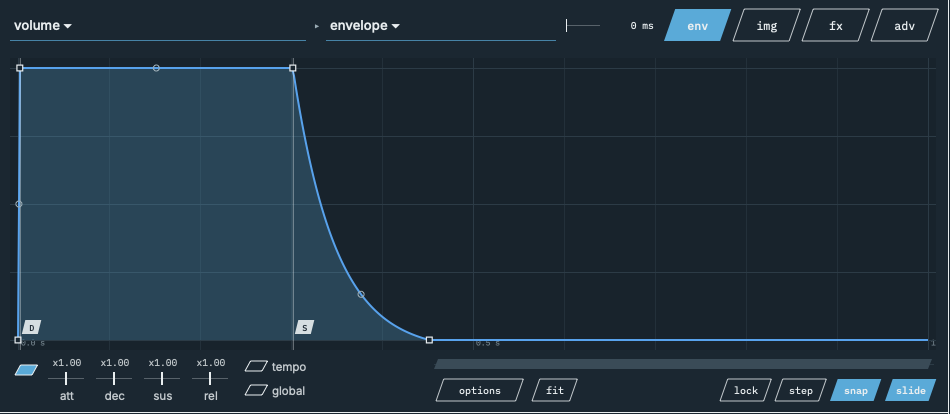 volume envelope 0 ms env img fx adv
D S
0.0 s 0.5 s 1
x1.00 x1.00 x1.00 x1.00 tempo
att dec sus rel global options fit lock step snap slide